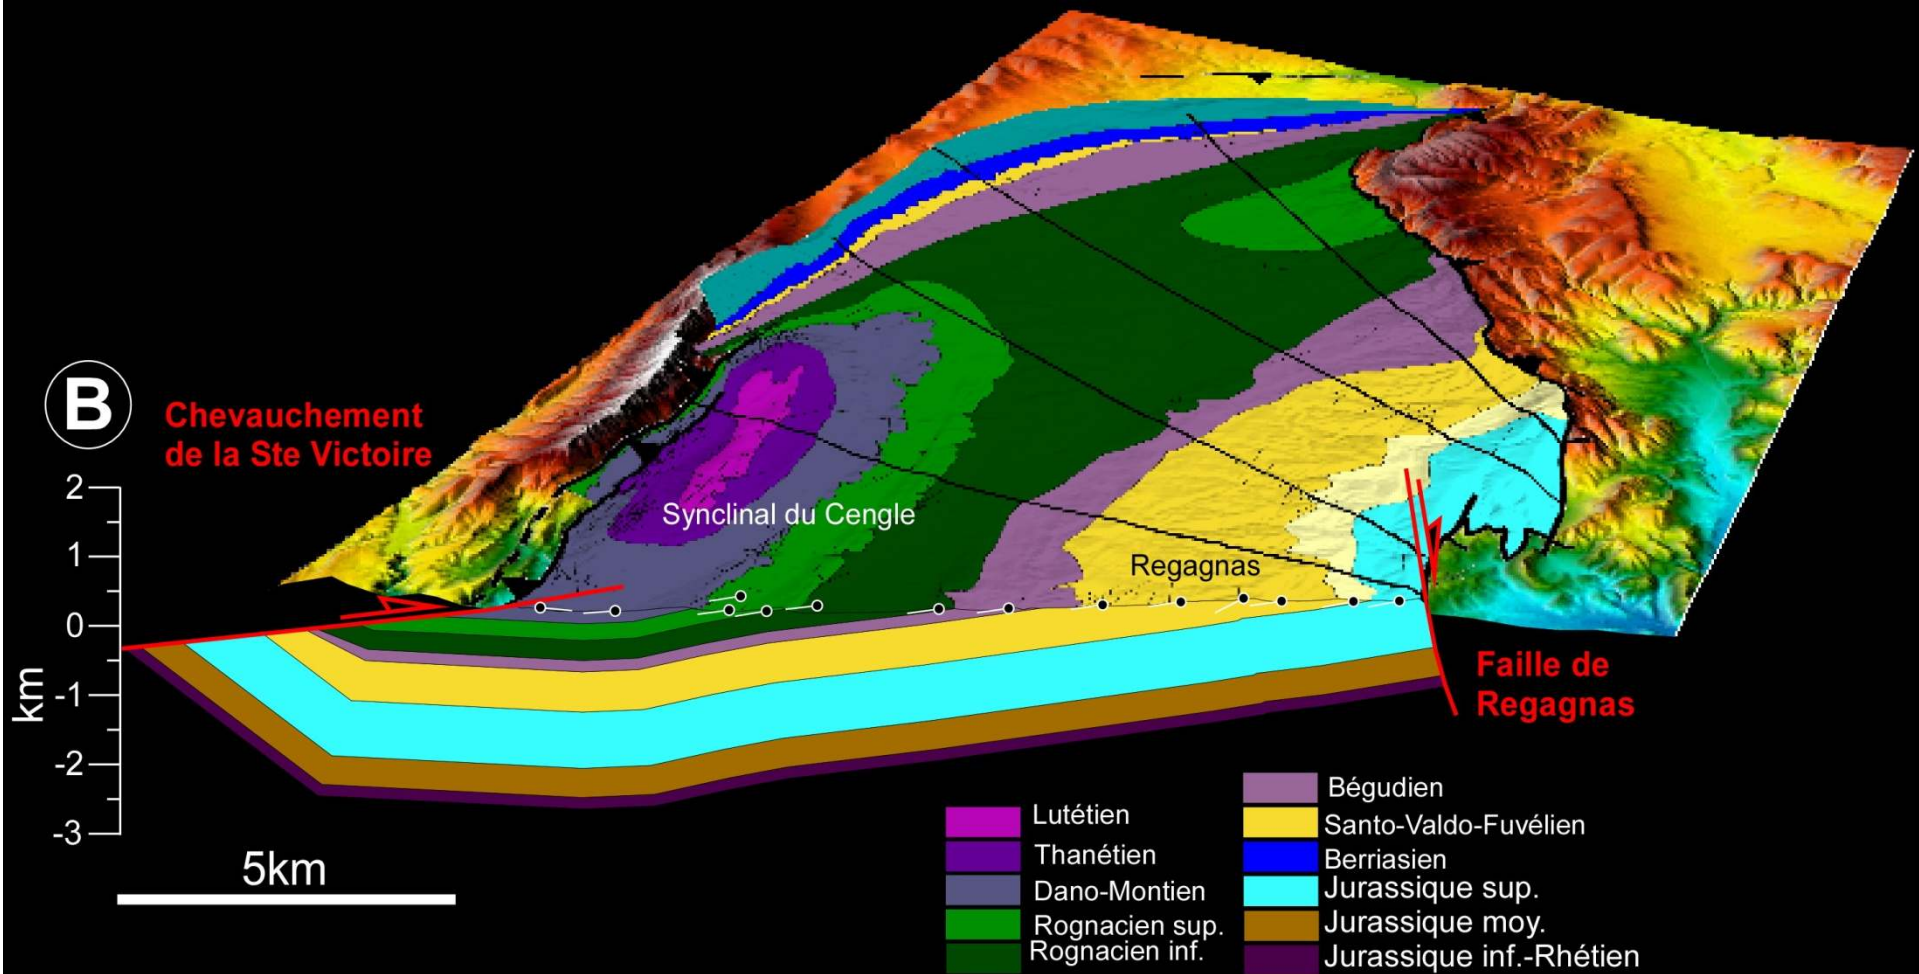 B
Chevauchement
de la Ste Victoire
2
1
0
-1
-2
-3
km
5km
Synclinal du Cengle
Regagnas
Faille de
Regagnas
Lutétien
Thanétien
Dano-Montien
Rognacien sup.
Rognacien inf.
Bégudien
Santo-Valdo-Fuvélien
Berriasien
Jurassique sup.
Jurassique moy.
Jurassique inf.-Rhétien